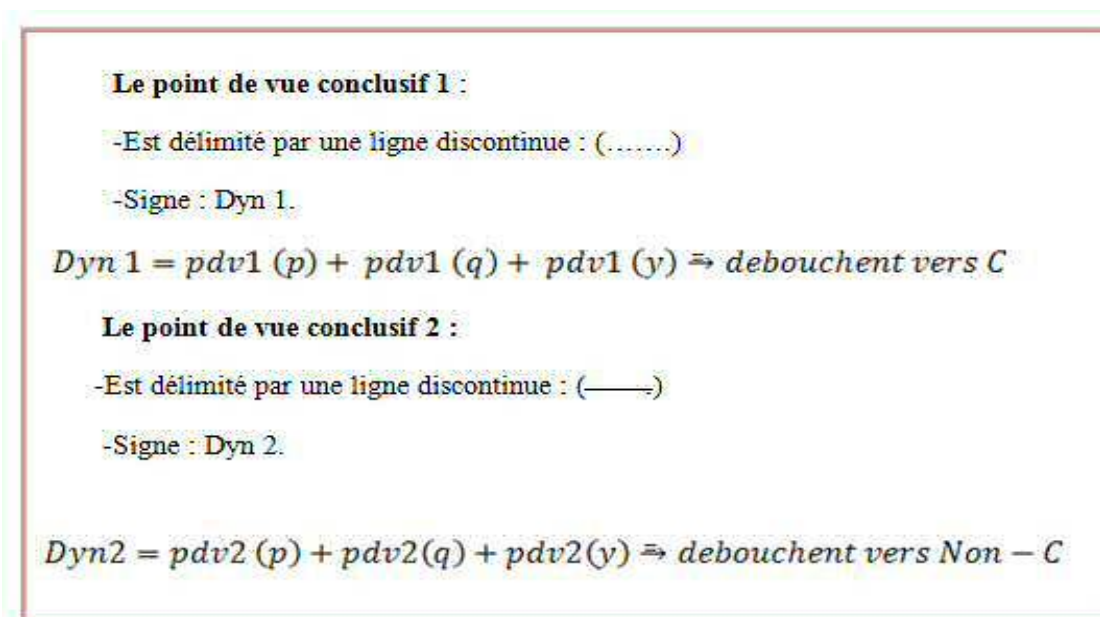 Le point de vue conclusif 1 :
-Est délimité par une ligne discontinue : (…….)
-Signe : Dyn 1.
Dyn 1 = pdv1 (p) + pdv1 (q) + pdv1 (y) ⥱ debouchent vers C
Le point de vue conclusif 2 :
-Est délimité par une ligne discontinue : (——.)
-Signe : Dyn 2.
Dyn2 = pdv2 (p) + pdv2(q) + pdv2(y) ⥱ debouchent vers Non − C